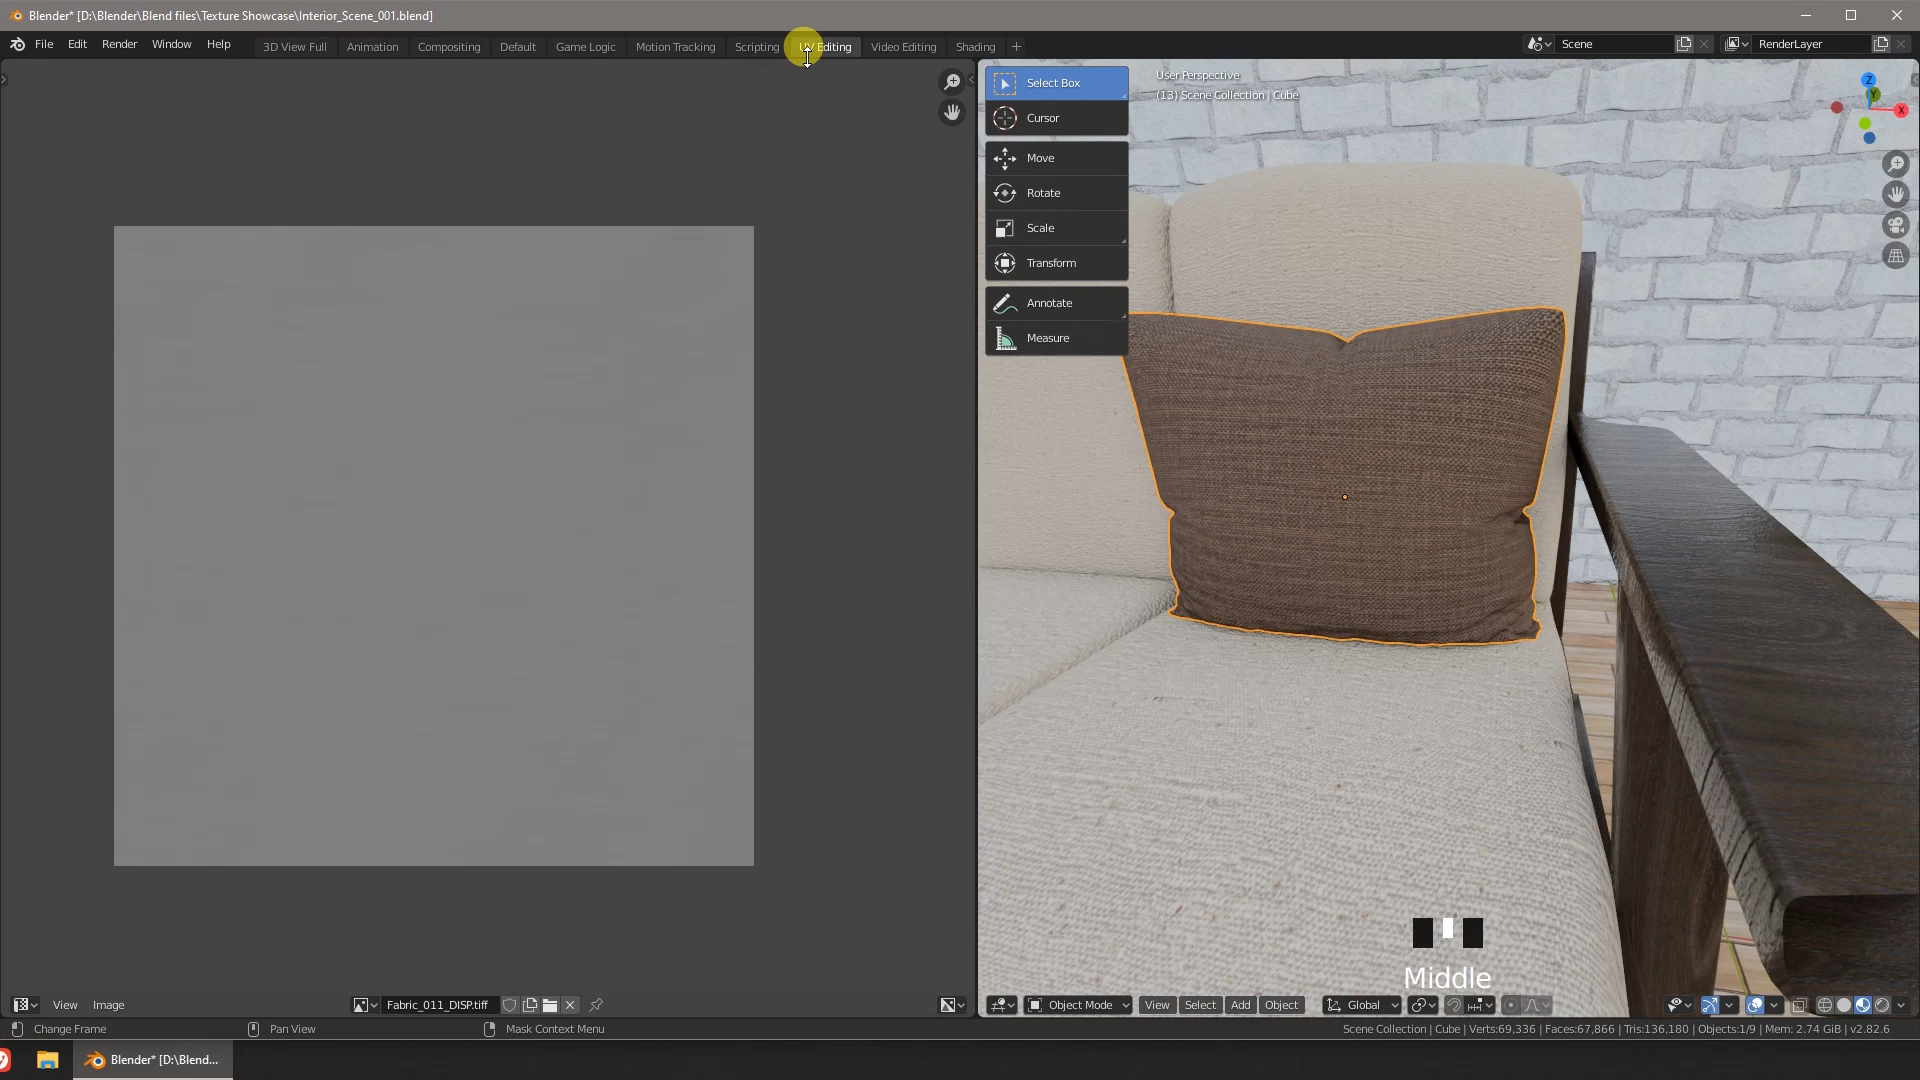 Blender* [D:\Blender\Blend files\Texture Showcase\Interior_Scene_001.blend]
File Edit Render Window Help 3D View Full Animation Compositing Default Game Logic Motion Tracking Scripting UV Editing Video Editing Shading Scene RenderLayer
Select Box
Cursor
Move
Rotate
Scale
Transform
Annotate
Measure
User Perspective
(13) Scene Collection | Cube
Z
Y
X
Middle
View Image Fabric_011_DISP.tiff Object Mode View Select Add Object Global
Change Frame Pan View Mask Context Menu Scene Collection | Cube | Verts:69,336 | Faces:67,866 | Tris:136,180 | Objects:1/9 | Mem: 2.74 GiB | v2.82.6
Blender* [D:\Blend...